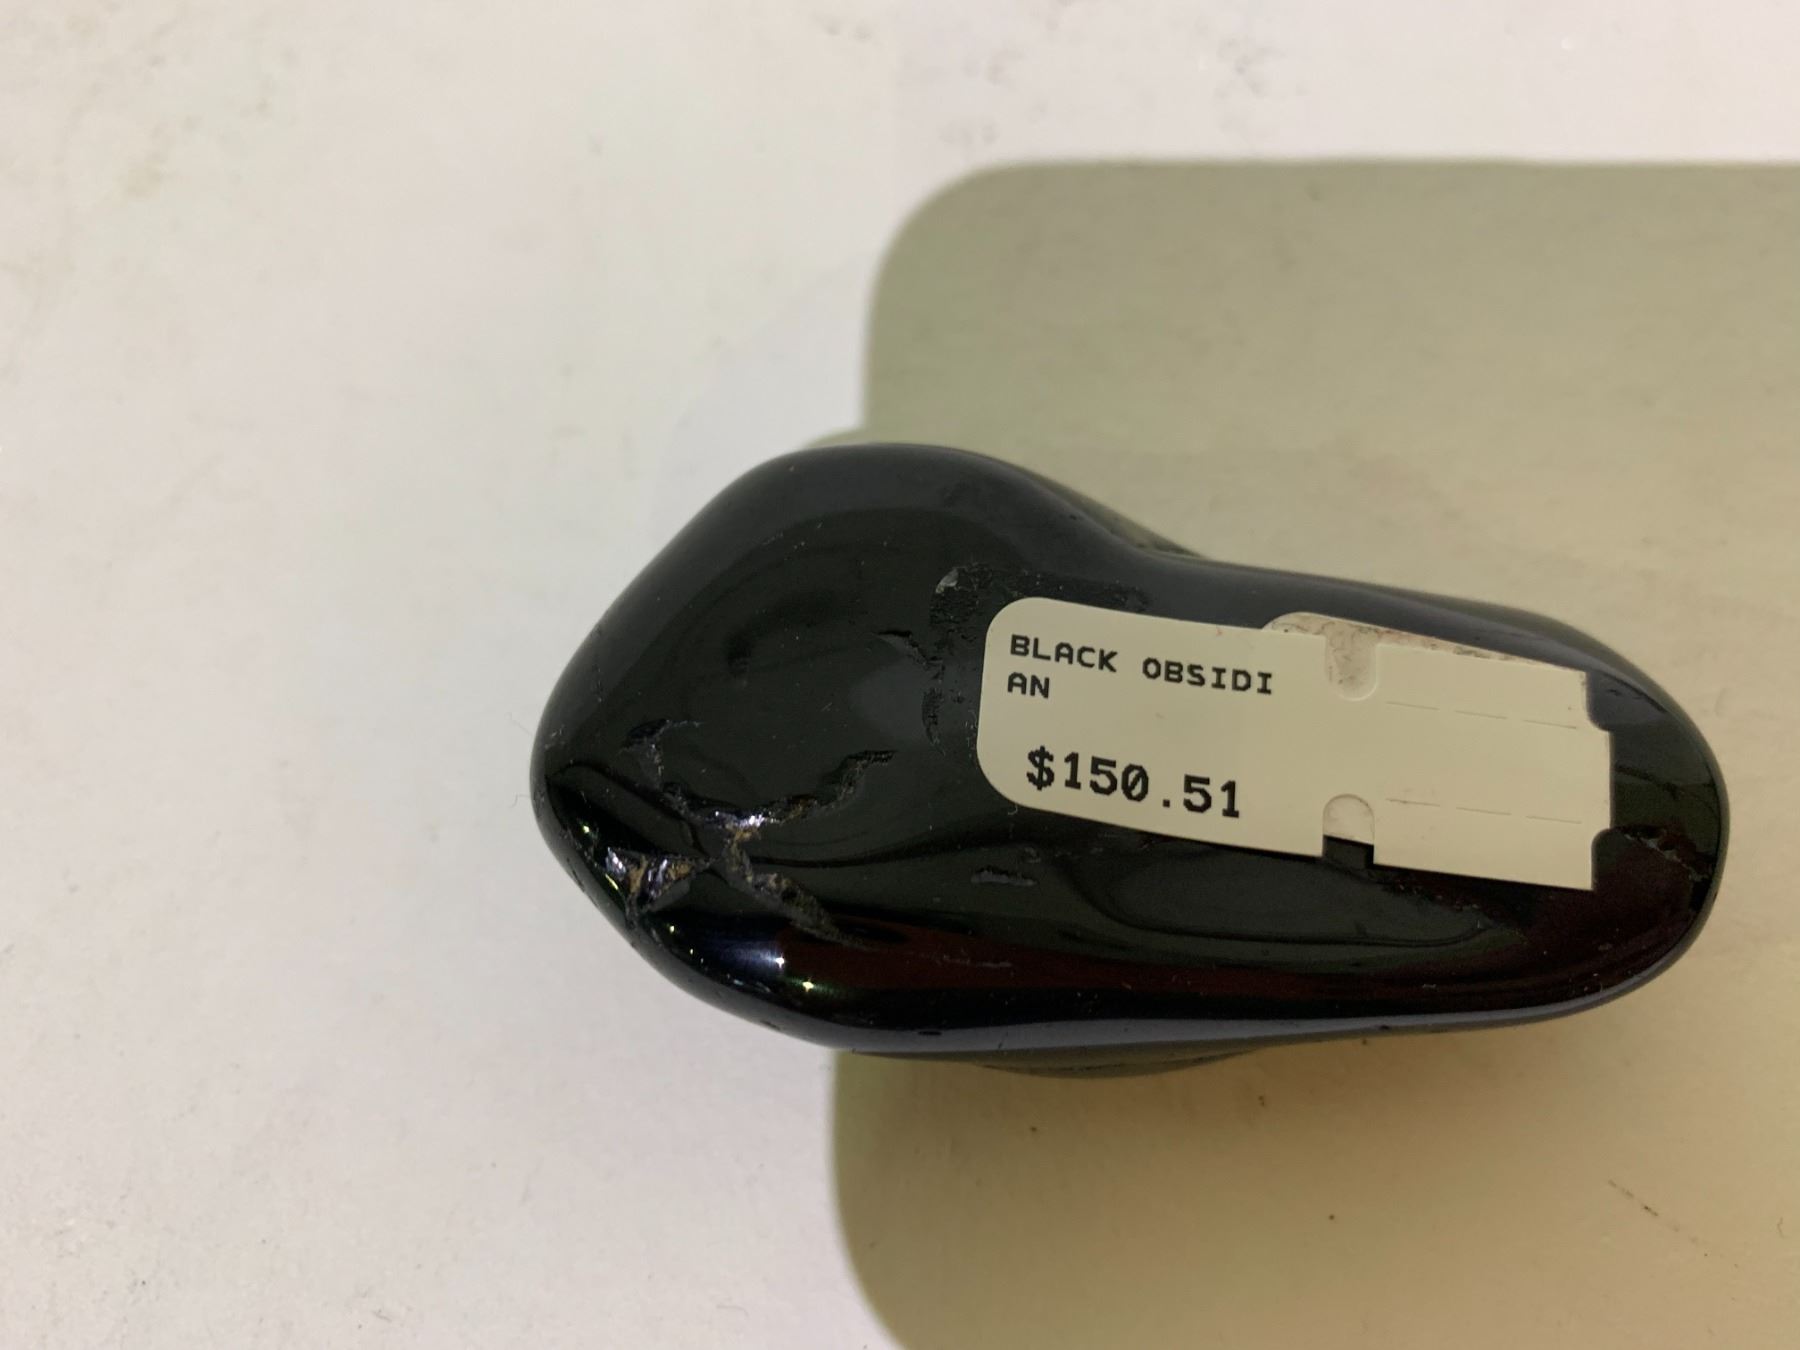 BLACK OBSIDI
AN
$150.51